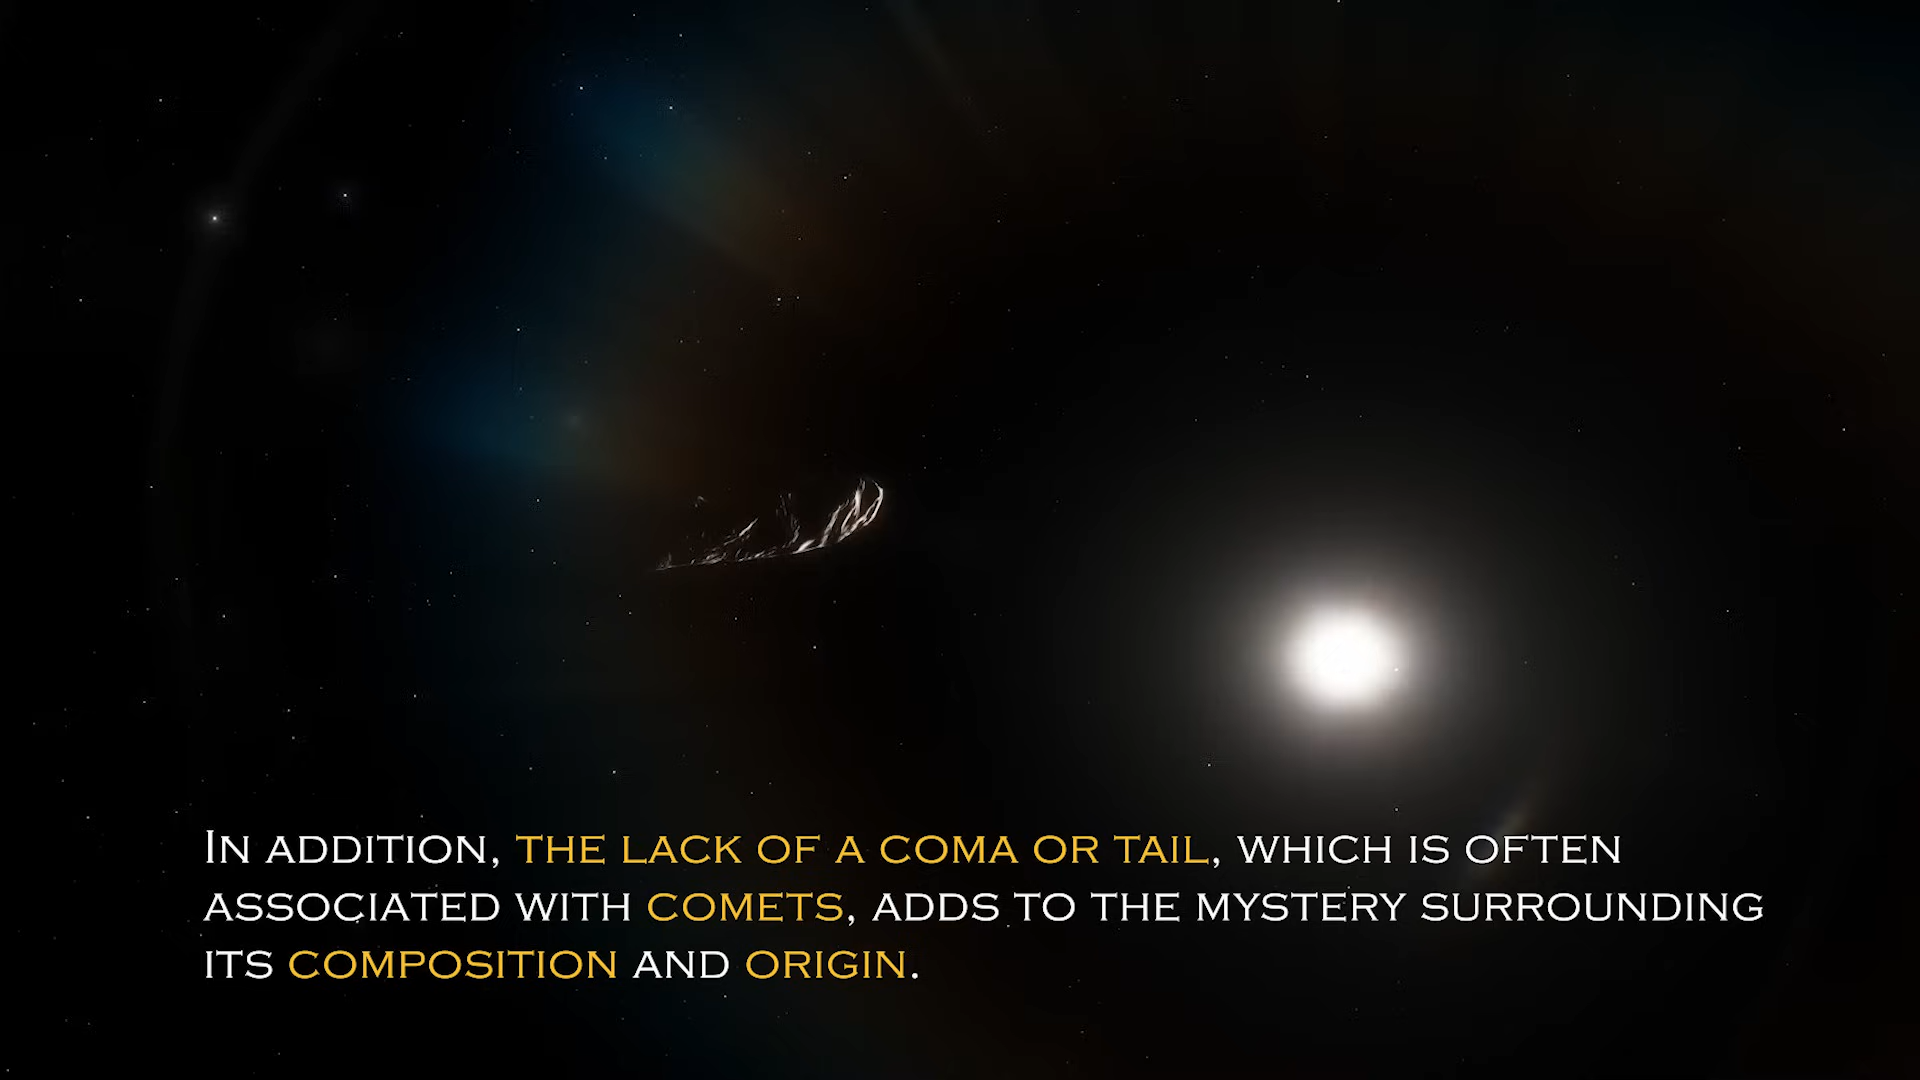 In addition, the lack of a coma or tail, which is often
associated with comets, adds to the mystery surrounding
its composition and origin.